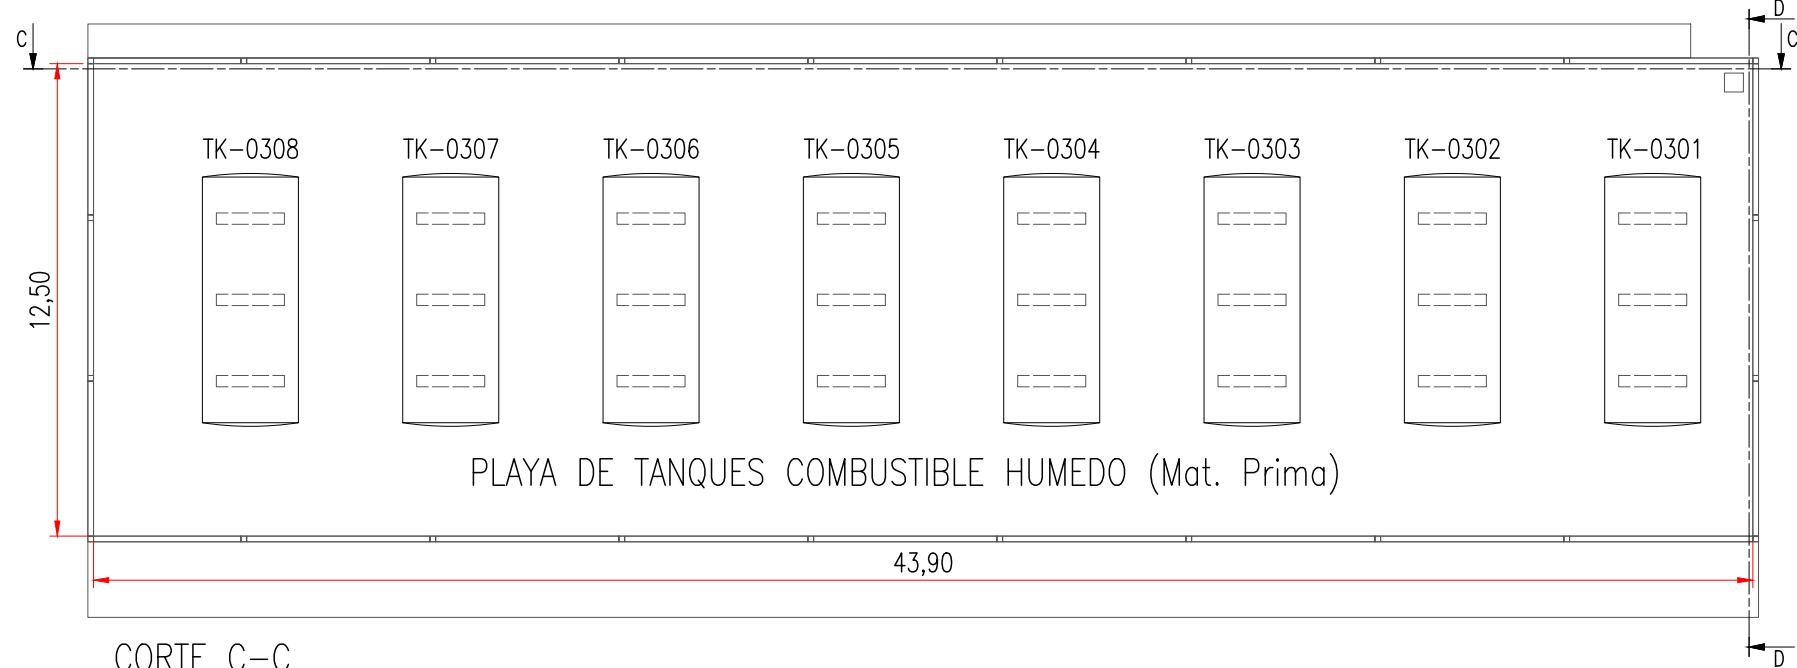 D
C
C
TK-0308 TK-0307 TK-0306 TK-0305 TK-0304 TK-0303 TK-0302 TK-0301
12,50
PLAYA DE TANQUES COMBUSTIBLE HUMEDO (Mat. Prima)
43,90
CORTE C-C
D